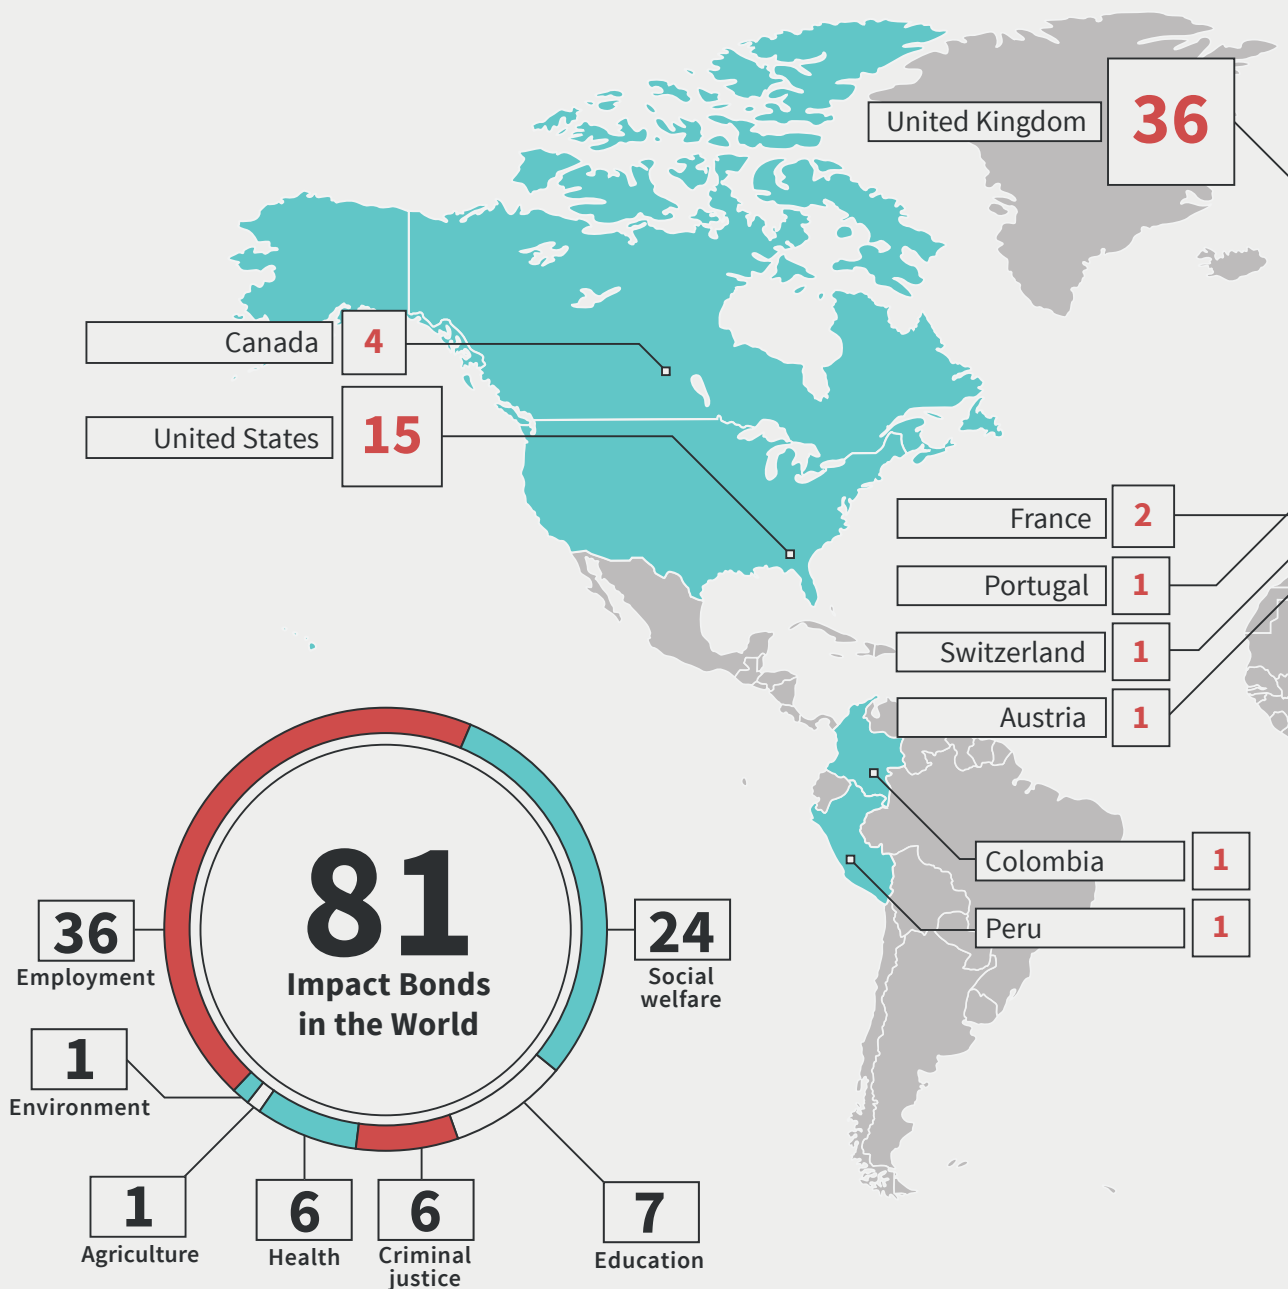 United Kingdom
36
Canada
4
United States
15
France
2
Portugal
1
Switzerland
1
Austria
1
Colombia
1
Peru
1
81
Impact Bonds
in the World
36
Employment
24
Social
welfare
1
Environment
1
Agriculture
6
Health
6
Criminal
justice
7
Education